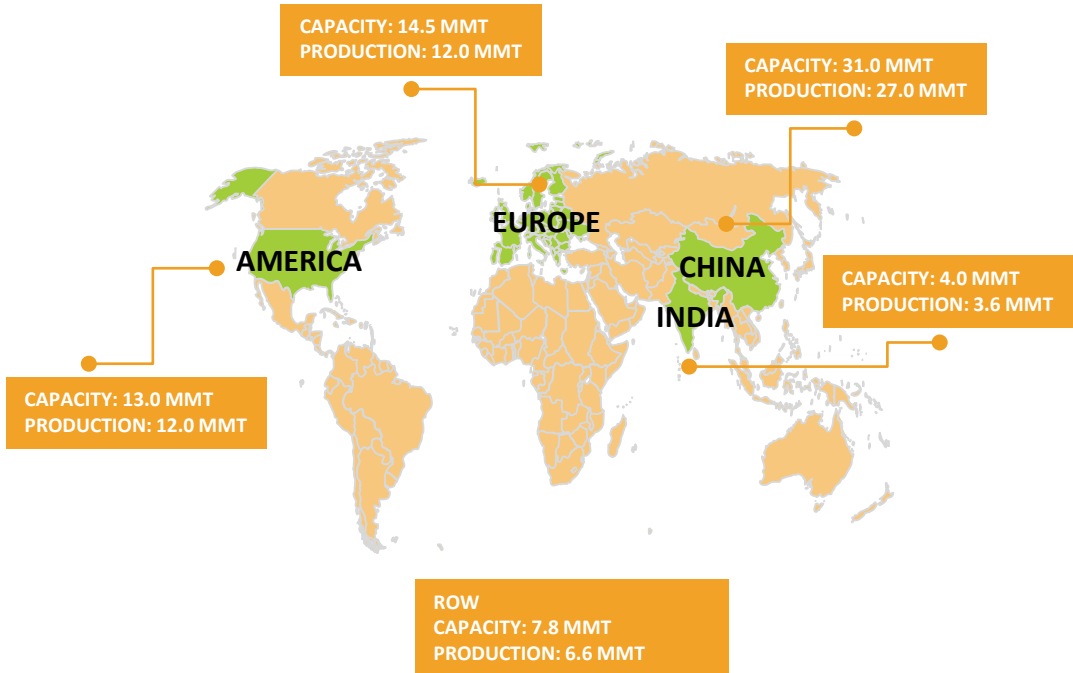 CAPACITY: 14.5 MMT
PRODUCTION: 12.0 MMT
CAPACITY: 31.0 MMT
PRODUCTION: 27.0 MMT
EUROPE
AMERICA
CHINA
CAPACITY: 4.0 MMT
PRODUCTION: 3.6 MMT
INDIA
CAPACITY: 13.0 MMT
PRODUCTION: 12.0 MMT
ROW
CAPACITY: 7.8 MMT
PRODUCTION: 6.6 MMT